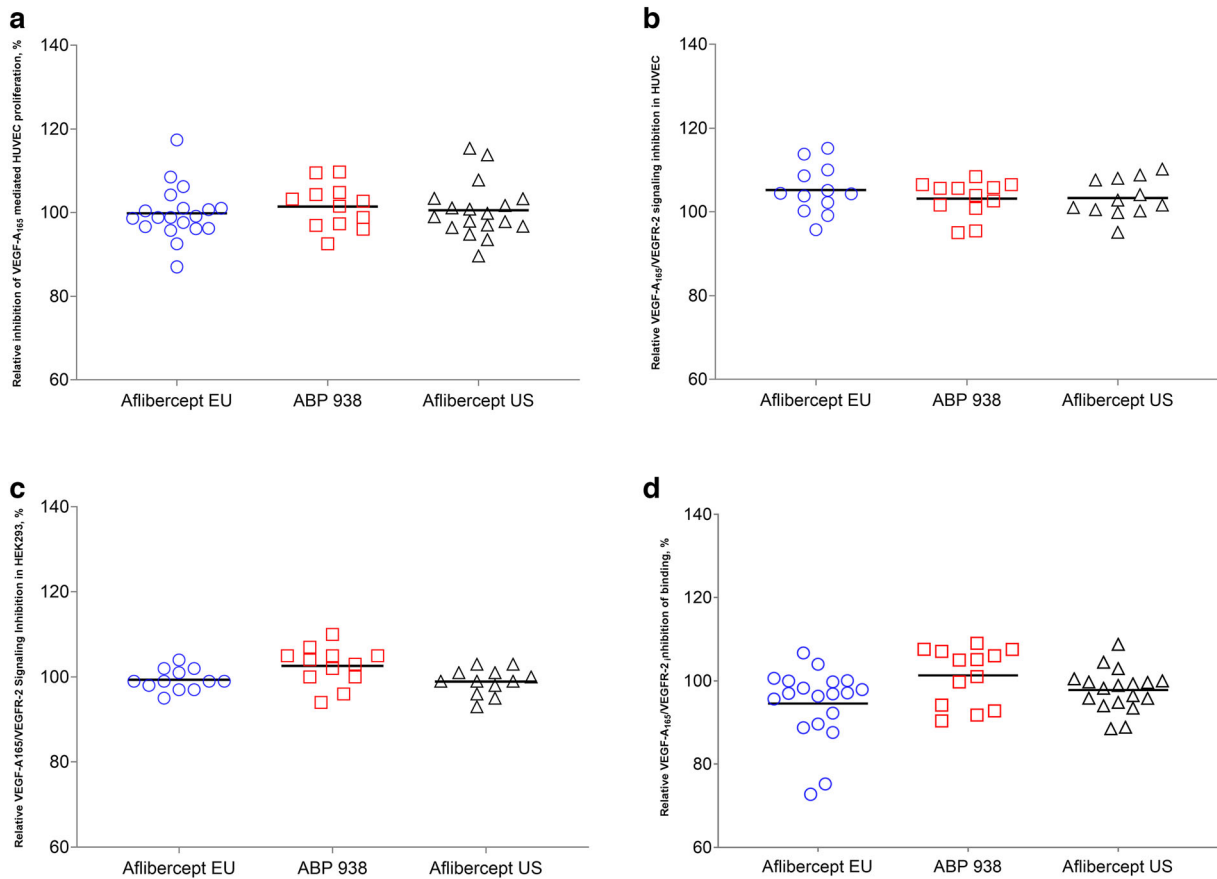 a
Relative inhibition of VEGF-A165 mediated HUVEC proliferation, %
140
120
100
80
60
Aflibercept EU
ABP 938
Aflibercept US
b
Relative VEGF-A165/VEGFR-2 signaling inhibition in HUVEC
140
120
100
80
60
Aflibercept EU
ABP 938
Aflibercept US
c
Relative VEGF-A165/VEGFR-2 Signaling Inhibition in HEK293, %
140
120
100
80
60
Aflibercept EU
ABP 938
Aflibercept US
d
Relative VEGF-A165/VEGFR-2 of binding, %
140
120
100
80
60
Aflibercept EU
ABP 938
Aflibercept US